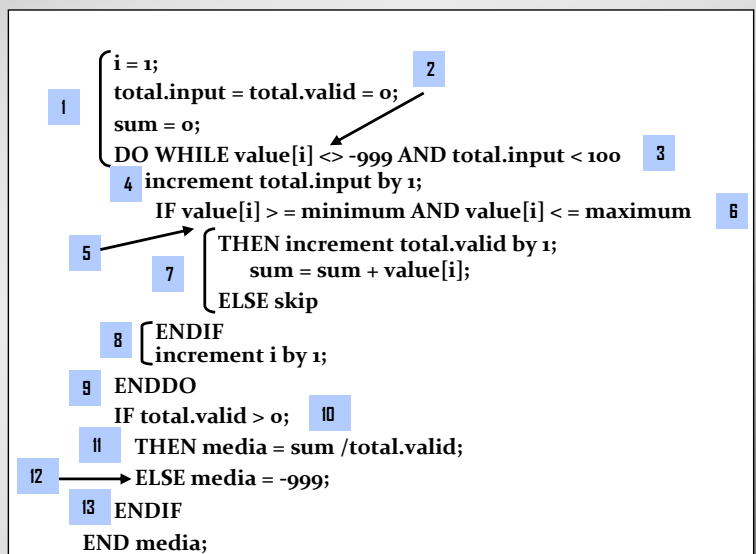 i = 1;
2
total.input = total.valid = 0;
1
sum = 0;
DO WHILE value[i] <> -999 AND total.input < 100 3
4 increment total.input by 1;
IF value[i] > = minimum AND value[i] < = maximum 6
5
THEN increment total.valid by 1;
7
sum = sum + value[i];
ELSE skip
8
ENDIF
increment i by 1;
9 ENDDO
IF total.valid > 0; 10
11 THEN media = sum /total.valid;
12 ELSE media = -999;
13 ENDIF
END media;